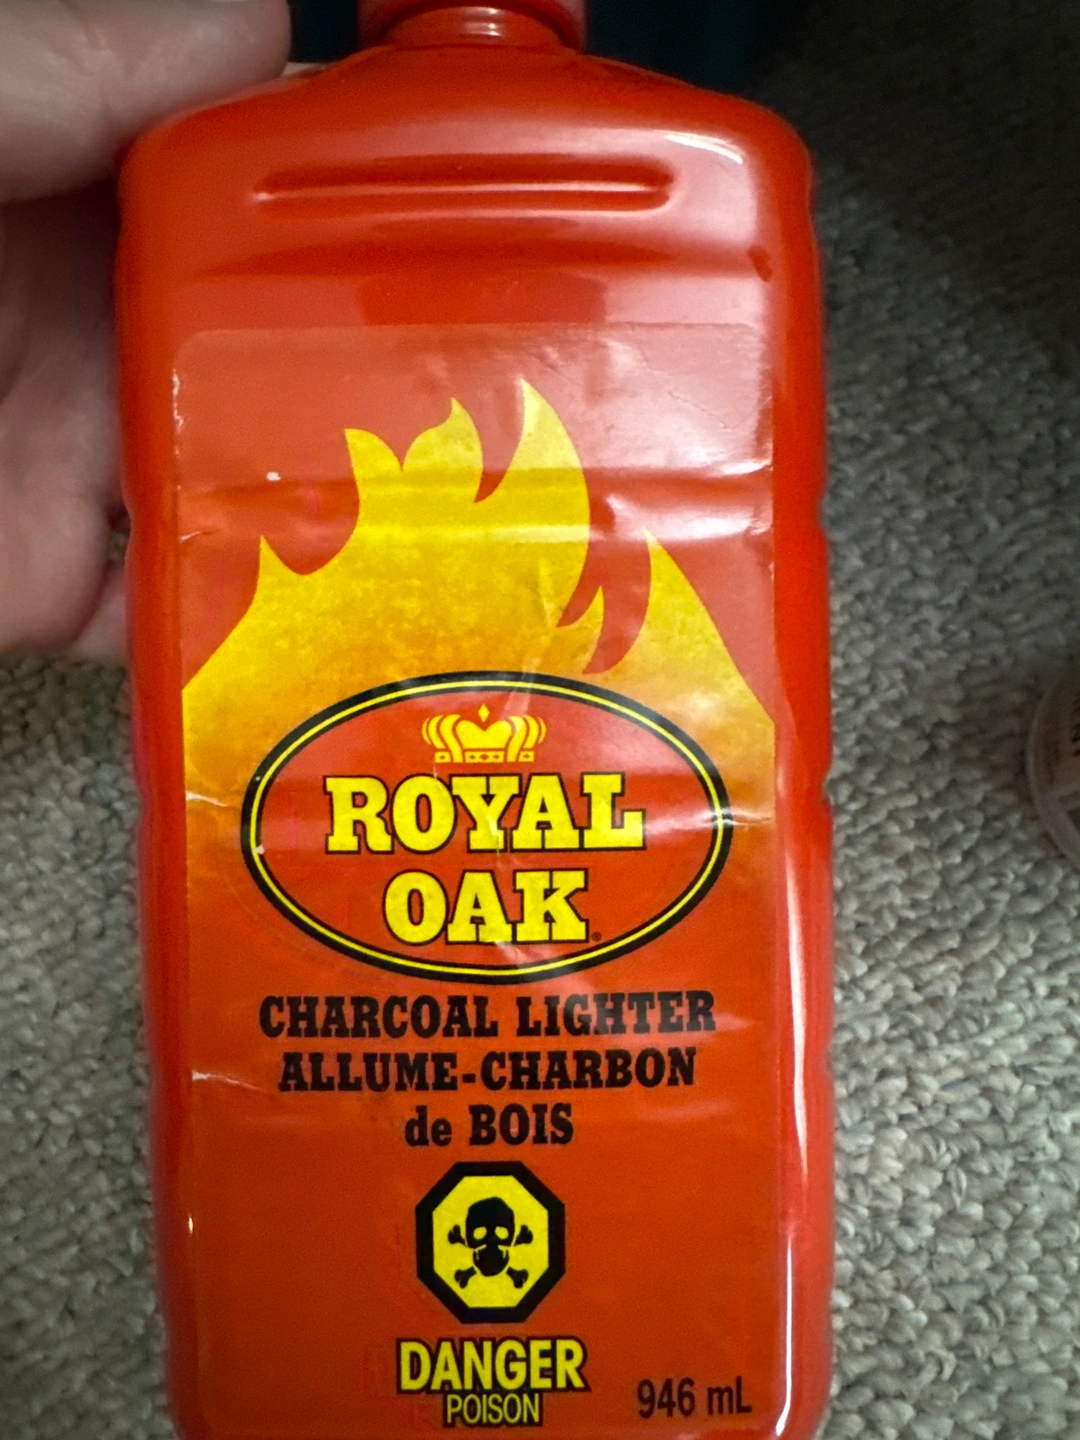 ROYAL
OAK®
CHARCOAL LIGHTER
ALLUME-CHARBON
de BOIS
DANGER
POISON
946 mL